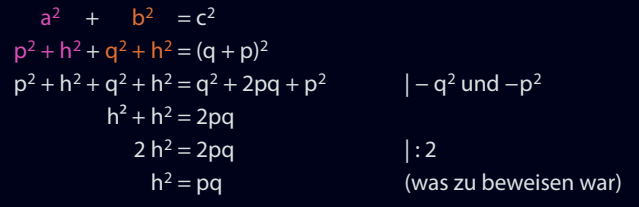 a² + b² = c²
p² + h² + q² + h² = (q + p)²
p² + h² + q² + h² = q² + 2pq + p² | – q² und –p²
h² + h² = 2pq
2 h² = 2pq | : 2
h² = pq (was zu beweisen war)